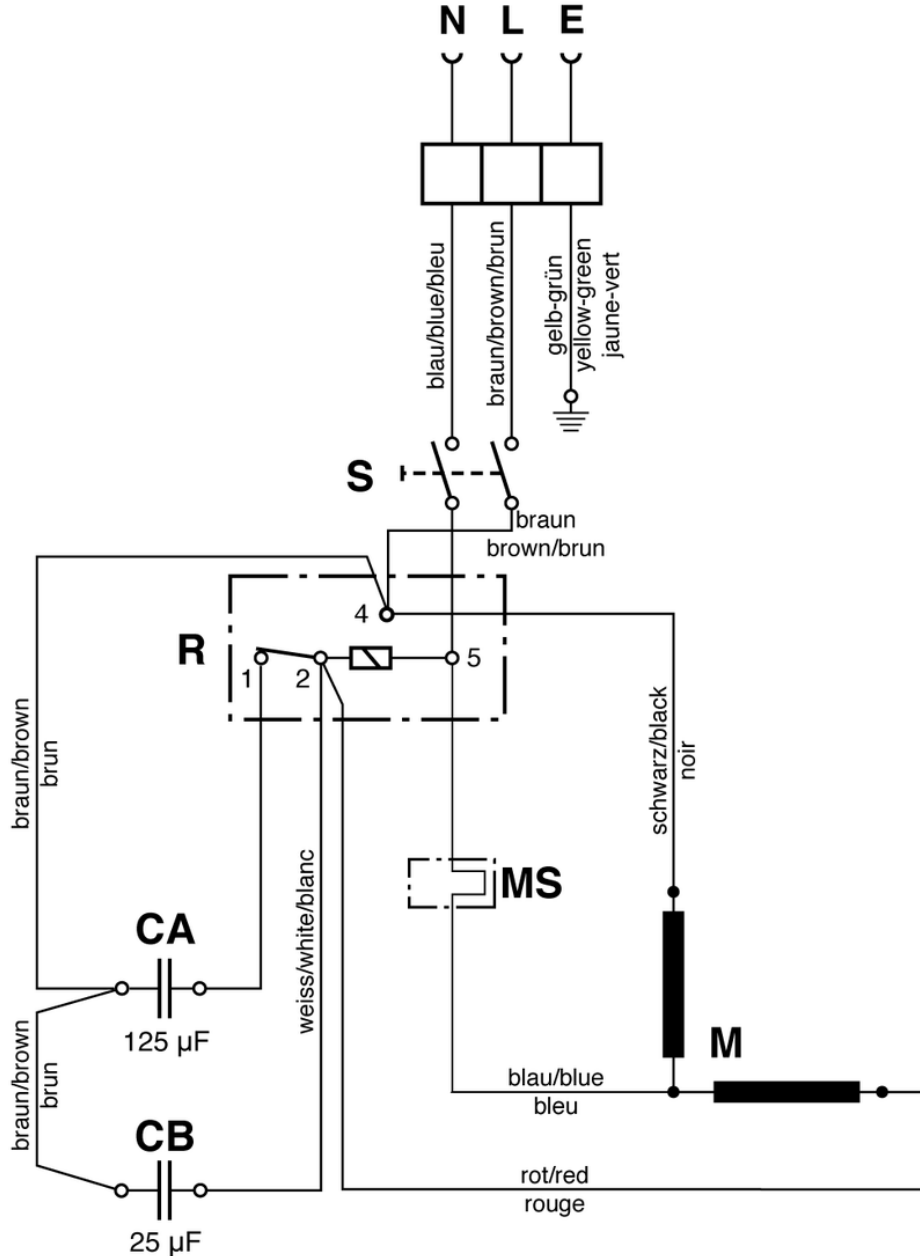 N L E
blau/blue/bleu
braun/brown/brun
gelb-grün
yellow-green
jaune-vert
S
braun
brown/brun
4
R
1 2 5
braun/brown
brun
schwarz/black
noir
weiss/white/blanc
MS
CA
125 µF
M
braun/brown
brun
blau/blue
bleu
CB
25 µF
rot/red
rouge